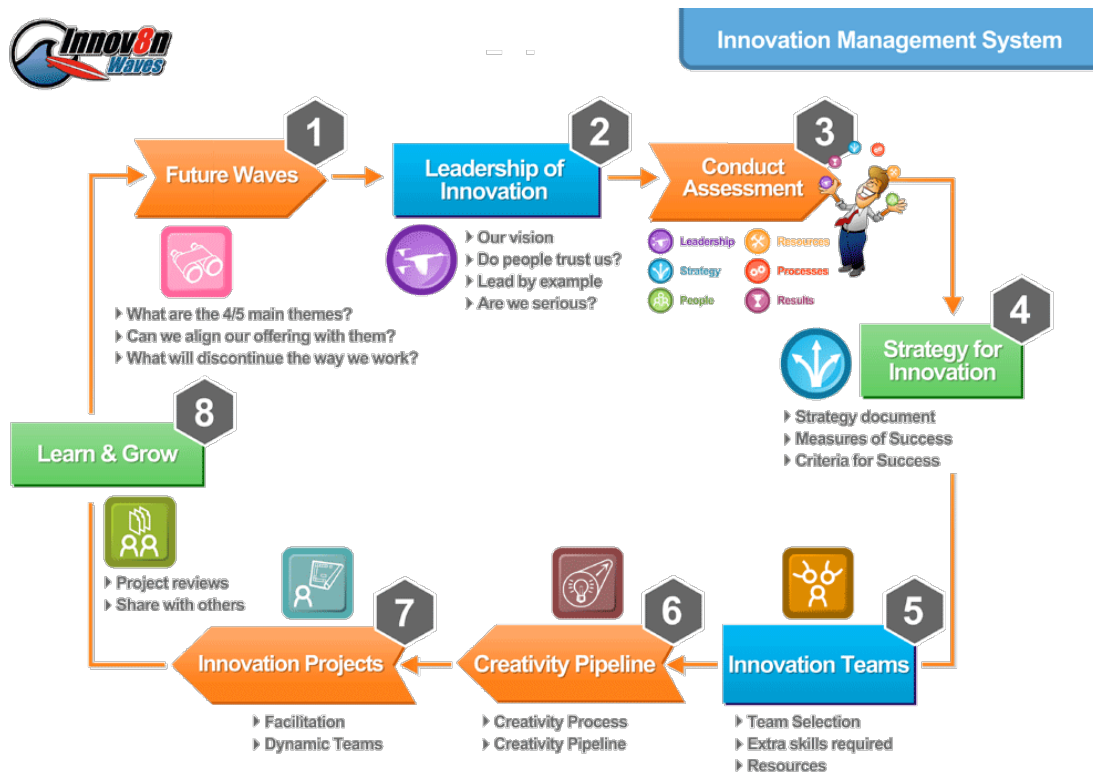 Innov8n
Waves
Innovation Management System
1
Future Waves
What are the 4/5 main themes?
Can we align our offering with them?
What will discontinue the way we work?
2
Leadership of
Innovation
Our vision
Do people trust us?
Lead by example
Are we serious?
3
Conduct
Assessment
Leadership
Resources
Strategy
Processes
People
Results
4
Strategy for
Innovation
Strategy document
Measures of Success
Criteria for Success
5
Innovation Teams
Team Selection
Extra skills required
Resources
6
Creativity Pipeline
Creativity Process
Creativity Pipeline
7
Innovation Projects
Facilitation
Dynamic Teams
8
Learn & Grow
Project reviews
Share with others